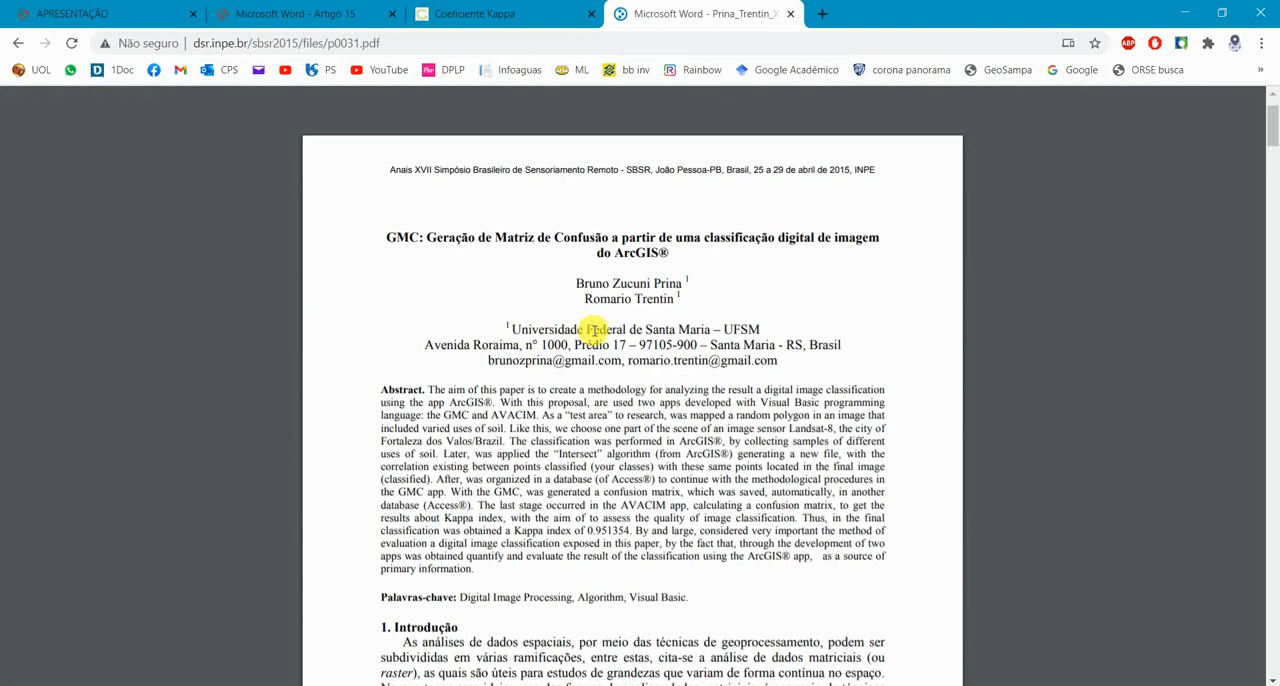 APRESENTAÇÃO
Microsoft Word - Artigo 15
Coeficiente Kappa
Microsoft Word - Prina_Trentin_X
Não seguro | dsr.inpe.br/sbsr2015/files/p0031.pdf
UOL 1Doc CPS PS YouTube DPLP Infoaguas ML bb inv Rainbow Google Acadêmico corona panorama GeoSampa Google ORSE busca »
Anais XVII Simpósio Brasileiro de Sensoriamento Remoto - SBSR, João Pessoa-PB, Brasil, 25 a 29 de abril de 2015, INPE
GMC: Geração de Matriz de Confusão a partir de uma classificação digital de imagem
do ArcGIS®
Bruno Zucuni Prina 1
Romario Trentin 1
1 Universidade Federal de Santa Maria – UFSM
Avenida Roraima, n° 1000, Prédio 17 – 97105-900 – Santa Maria - RS, Brasil
brunozprina@gmail.com, romario.trentin@gmail.com
Abstract. The aim of this paper is to create a methodology for analyzing the result a digital image classification
using the app ArcGIS®. With this proposal, are used two apps developed with Visual Basic programming
language: the GMC and AVACIM. As a “test area” to research, was mapped a random polygon in an image that
included varied uses of soil. Like this, we choose one part of the scene of an image sensor Landsat-8, the city of
Fortaleza dos Valos/Brazil. The classification was performed in ArcGIS®, by collecting samples of different
uses of soil. Later, was applied the “Intersect” algorithm (from ArcGIS®) generating a new file, with the
correlation existing between points classified (your classes) with these same points located in the final image
(classified). After, was organized in a database (of Access®) to continue with the methodological procedures in
the GMC app. With the GMC, was generated a confusion matrix, which was saved, automatically, in another
database (Access®). The last stage occurred in the AVACIM app, calculating a confusion matrix, to get the
results about Kappa index, with the aim of to assess the quality of image classification. Thus, in the final
classification was obtained a Kappa index of 0.951354. By and large, considered very important the method of
evaluation a digital image classification exposed in this paper, by the fact that, through the development of two
apps was obtained quantify and evaluate the result of the classification using the ArcGIS® app, as a source of
primary information.
Palavras-chave: Digital Image Processing, Algorithm, Visual Basic.
1. Introdução
As análises de dados espaciais, por meio das técnicas de geoprocessamento, podem ser
subdividas em várias ramificações, entre estas, cita-se a análise de dados matriciais (ou
raster), as quais são úteis para estudos de grandezas que variam de forma contínua no espaço.